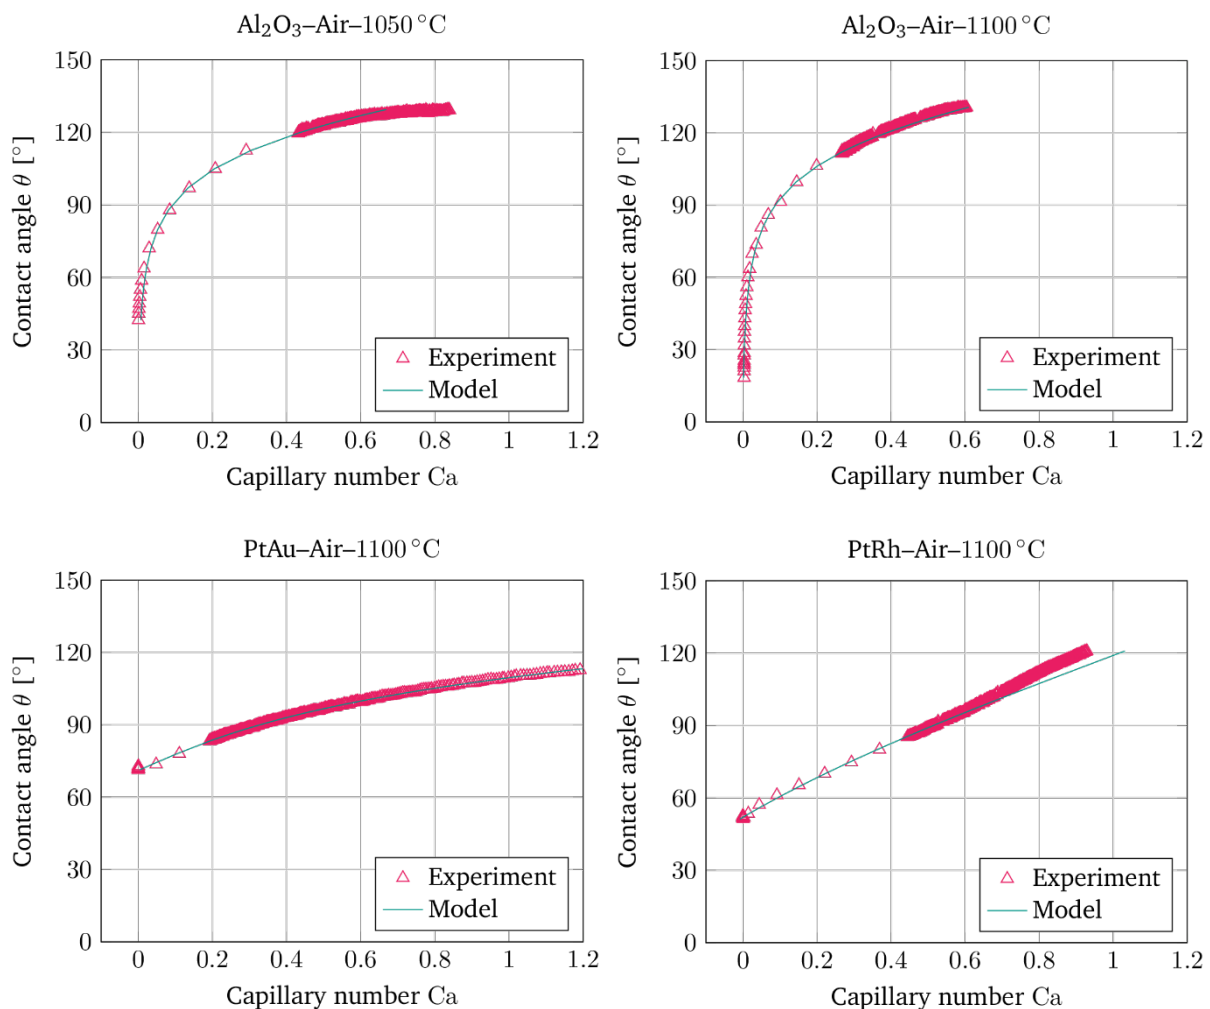 Al₂O₃–Air–1050 °C
150
120
90
60
30
0
Contact angle θ [°]
Experiment
Model
0 0.2 0.4 0.6 0.8 1 1.2
Capillary number Ca
Al₂O₃–Air–1100 °C
150
120
90
60
30
0
Contact angle θ [°]
Experiment
Model
0 0.2 0.4 0.6 0.8 1 1.2
Capillary number Ca
PtAu–Air–1100 °C
150
120
90
60
30
0
Contact angle θ [°]
Experiment
Model
0 0.2 0.4 0.6 0.8 1 1.2
Capillary number Ca
PtRh–Air–1100 °C
150
120
90
60
30
0
Contact angle θ [°]
Experiment
Model
0 0.2 0.4 0.6 0.8 1 1.2
Capillary number Ca